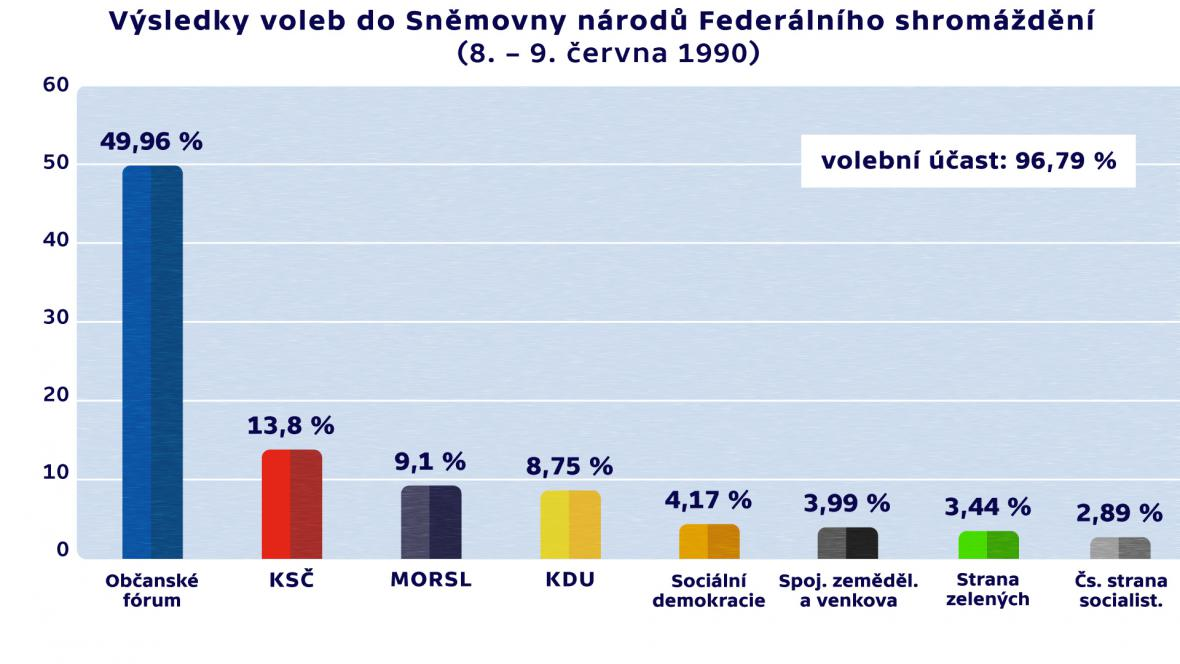 Výsledky voleb do Sněmovny národů Federálního shromáždění
(8. – 9. června 1990)
60
49,96 %
volební účast: 96,79 %
50
40
30
20
13,8 %
9,1 %
8,75 %
10
4,17 %
3,99 %
3,44 %
2,89 %
0
Občanské
fórum
KSČ
MORSL
KDU
Sociální
demokracie
Spoj. zeměděl.
a venkova
Strana
zelených
Čs. strana
socialist.